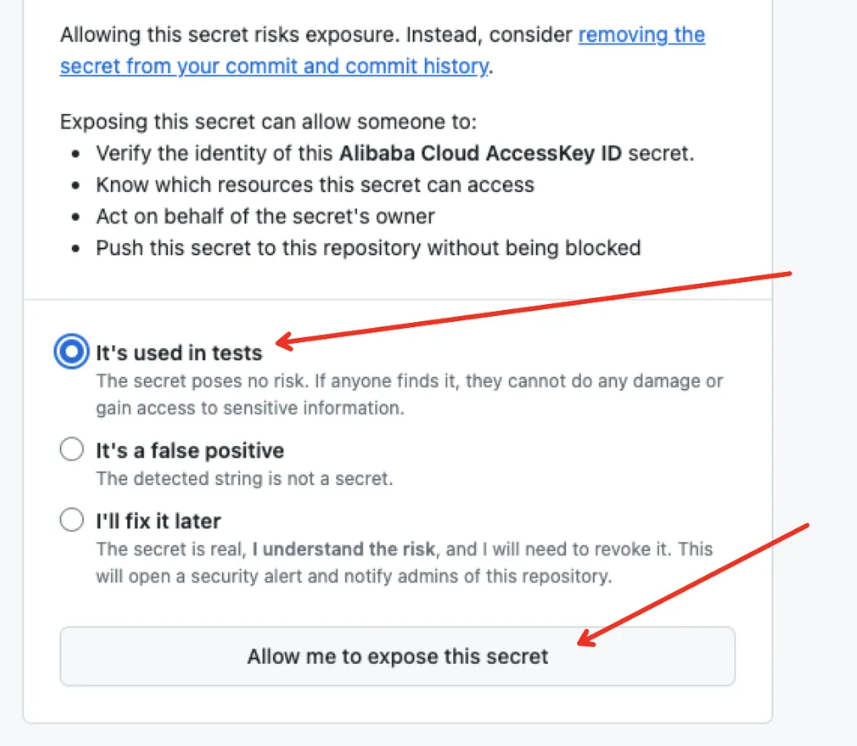 Allowing this secret risks exposure. Instead, consider removing the
secret from your commit and commit history.
Exposing this secret can allow someone to:
• Verify the identity of this Alibaba Cloud AccessKey ID secret.
• Know which resources this secret can access
• Act on behalf of the secret's owner
• Push this secret to this repository without being blocked
It's used in tests
The secret poses no risk. If anyone finds it, they cannot do any damage or
gain access to sensitive information.
It's a false positive
The detected string is not a secret.
I'll fix it later
The secret is real, I understand the risk, and I will need to revoke it. This
will open a security alert and notify admins of this repository.
Allow me to expose this secret